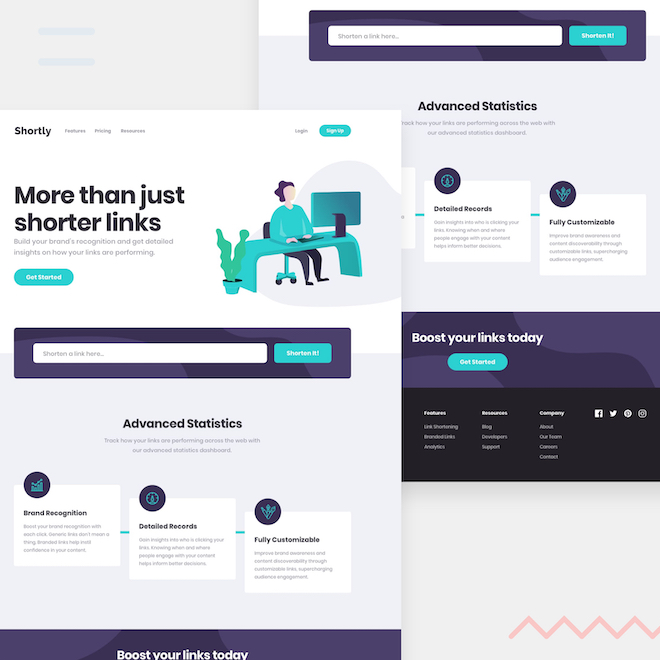 Shorten a link here...
Shorten It!
Advanced Statistics
track how your links are performing across the web with
our advanced statistics dashboard.
Detailed Records
Gain insights into who is clicking your
links. Knowing when and where
people engage with your content
helps inform better decisions.
Fully Customizable
Improve brand awareness and
content discoverability through
customizable links, supercharging
audience engagement.
Boost your links today
Get Started
Features
Link Shortening
Branded Links
Analytics
Resources
Blog
Developers
Support
Company
About
Our Team
Careers
Contact
Shortly
Features Pricing Resources
Login
Sign Up
More than just
shorter links
Build your brand's recognition and get detailed
insights on how your links are performing.
Get Started
Shorten a link here...
Shorten It!
Advanced Statistics
Track how your links are performing across the web with
our advanced statistics dashboard.
Brand Recognition
Boost your brand recognition with
each click. Generic links don't mean a
thing. Branded links help instil
confidence in your content.
Detailed Records
Gain insights into who is clicking your
links. Knowing when and where
people engage with your content
helps inform better decisions.
Fully Customizable
Improve brand awareness and
content discoverability through
customizable links, supercharging
audience engagement.
Boost your links today